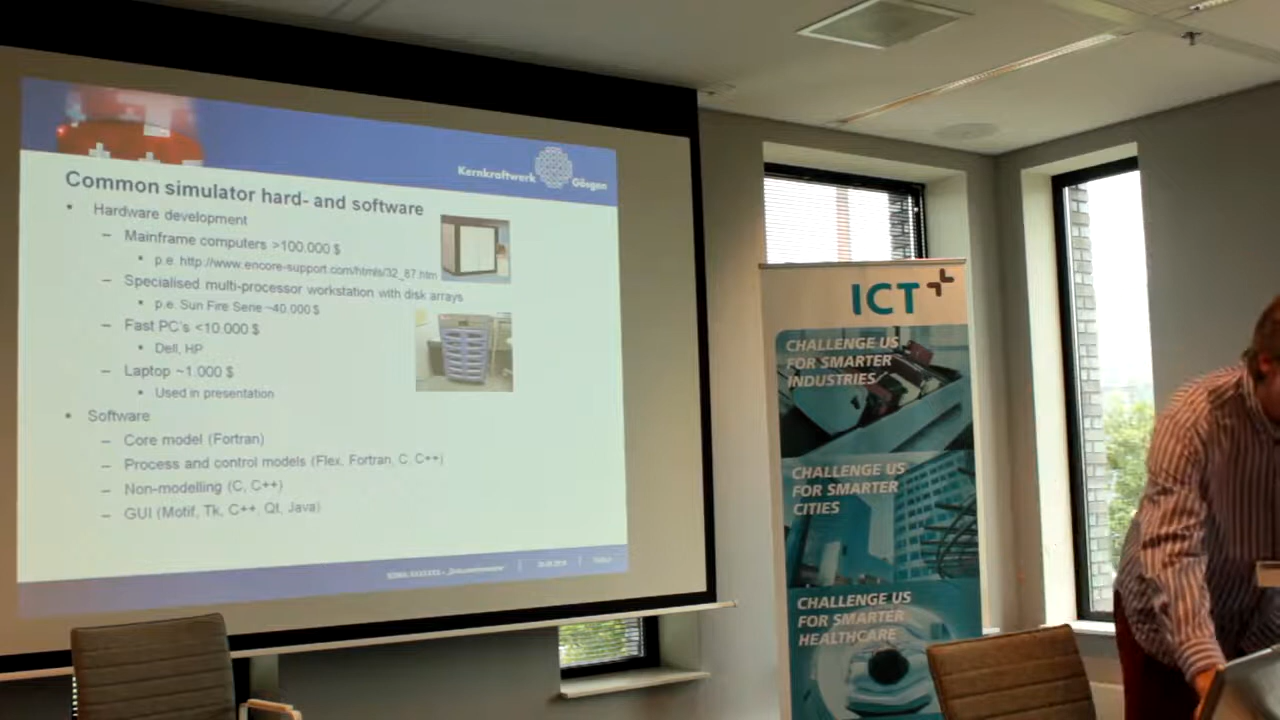 Kernkraftwerk Gösgen
Common simulator hard- and software
• Hardware development
– Mainframe computers >100.000 $
• p.e. http://www.encore-support.com/htmls/32_87.htm
– Specialised multi-processor workstation with disk arrays
• p.e. Sun Fire Serie ~40.000 $
– Fast PC's <10.000 $
• Dell, HP
– Laptop ~1.000 $
• Used in presentation
• Software
– Core model (Fortran)
– Process and control models (Flex, Fortran, C, C++)
– Non-modelling (C, C++)
– GUI (Motif, Tk, C++, Qt, Java)
ICT
CHALLENGE US
FOR SMARTER
INDUSTRIES
CHALLENGE US
FOR SMARTER
CITIES
CHALLENGE US
FOR SMARTER
HEALTHCARE